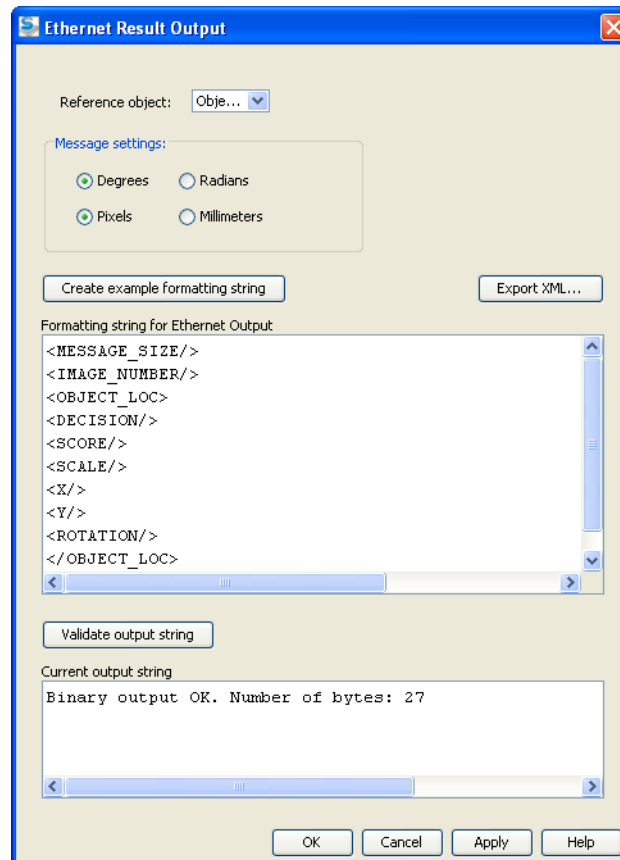 Ethernet Result Output
Reference object: Obje...
Message settings:
Degrees Radians
Pixels Millimeters
Create example formatting string Export XML...
Formatting string for Ethernet Output
<MESSAGE_SIZE/>
<IMAGE_NUMBER/>
<OBJECT_LOC>
<DECISION/>
<SCORE/>
<SCALE/>
<X/>
<Y/>
<ROTATION/>
</OBJECT_LOC>
Validate output string
Current output string
Binary output OK. Number of bytes: 27
OK Cancel Apply Help